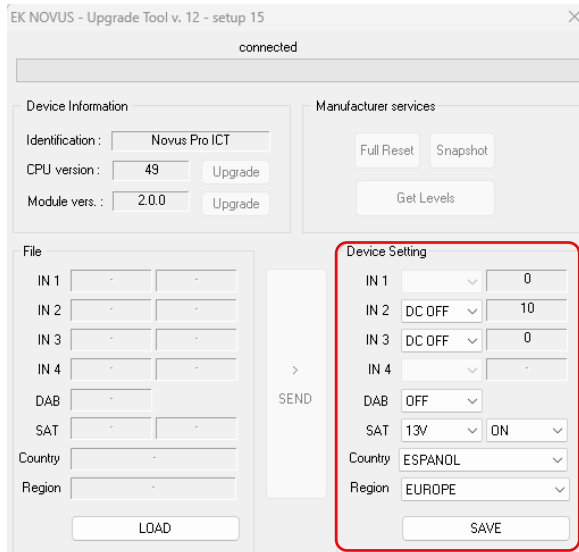 EK NOVUS - Upgrade Tool v. 12 - setup 15
connected
Device Information
Identification : Novus Pro ICT
CPU version : 49 Upgrade
Module vers. : 2.0.0 Upgrade
Manufacturer services
Full Reset Snapshot
Get Levels
File
IN 1 - -
IN 2 - -
IN 3 - -
IN 4 - -
DAB -
SAT - -
Country -
Region -
LOAD
>
SEND
Device Setting
IN 1 0
IN 2 DC OFF 10
IN 3 DC OFF 0
IN 4 -
DAB OFF
SAT 13V ON
Country ESPANOL
Region EUROPE
SAVE